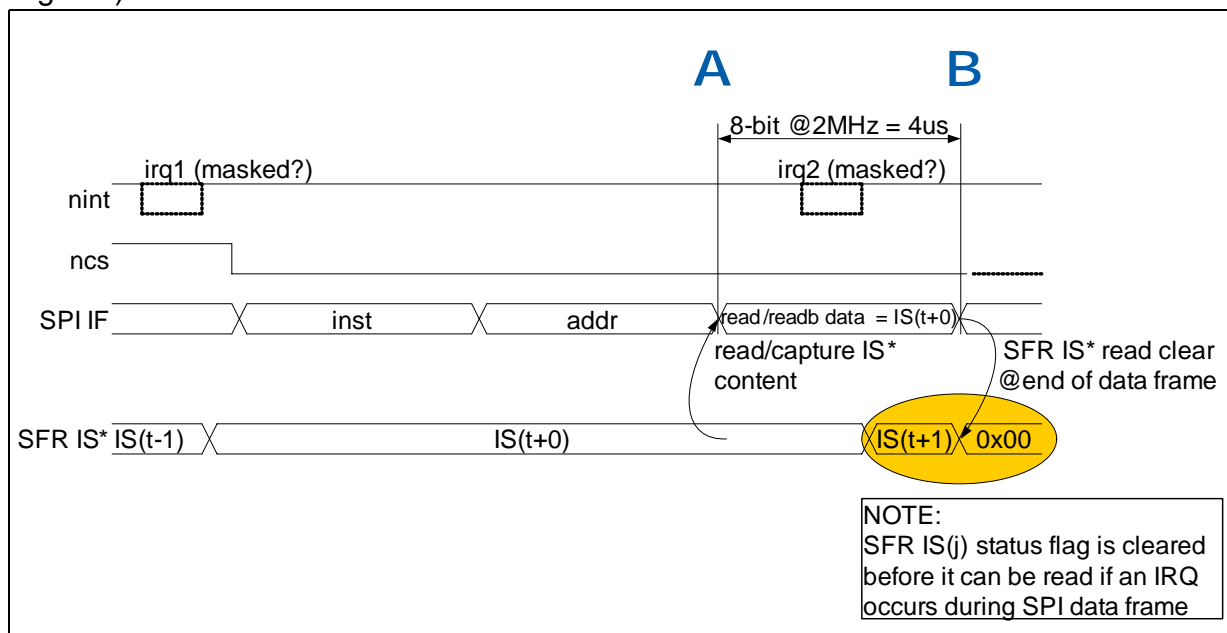 A B
8-bit @2MHz = 4us
irq1 (masked?) irq2 (masked?)
nint
ncs
SPI IF inst addr read/readb data = IS(t+0)
read/capture IS*
content
SFR IS* read clear
@end of data frame
SFR IS* IS(t-1) IS(t+0) IS(t+1) 0x00
NOTE:
SFR IS(j) status flag is cleared
before it can be read if an IRQ
occurs during SPI data frame